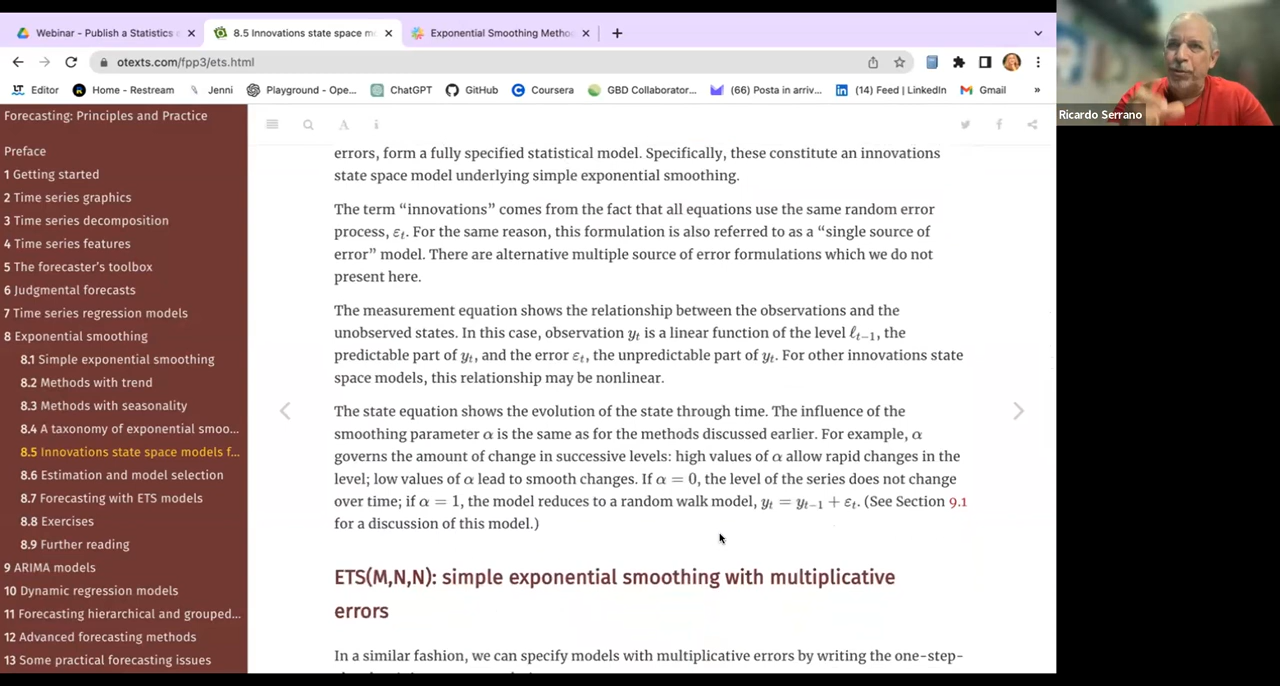 Webinar - Publish a Statistics
8.5 Innovations state space m
Exponential Smoothing Metho
otexts.com/fpp3/ets.html
Editor
Home - Restream
Jenni
Playground - Ope...
ChatGPT
GitHub
Coursera
GBD Collaborator...
(66) Posta in arriv...
(14) Feed | LinkedIn
Gmail
»
Ricardo Serrano
Forecasting: Principles and Practice
Preface
1 Getting started
2 Time series graphics
3 Time series decomposition
4 Time series features
5 The forecaster's toolbox
6 Judgmental forecasts
7 Time series regression models
8 Exponential smoothing
8.1 Simple exponential smoothing
8.2 Methods with trend
8.3 Methods with seasonality
8.4 A taxonomy of exponential smoo...
8.5 Innovations state space models f...
8.6 Estimation and model selection
8.7 Forecasting with ETS models
8.8 Exercises
8.9 Further reading
9 ARIMA models
10 Dynamic regression models
11 Forecasting hierarchical and grouped...
12 Advanced forecasting methods
13 Some practical forecasting issues
errors, form a fully specified statistical model. Specifically, these constitute an innovations
state space model underlying simple exponential smoothing.
The term “innovations” comes from the fact that all equations use the same random error
process, εₜ. For the same reason, this formulation is also referred to as a “single source of
error” model. There are alternative multiple source of error formulations which we do not
present here.
The measurement equation shows the relationship between the observations and the
unobserved states. In this case, observation yₜ is a linear function of the level ℓₜ₋₁, the
predictable part of yₜ, and the error εₜ, the unpredictable part of yₜ. For other innovations state
space models, this relationship may be nonlinear.
The state equation shows the evolution of the state through time. The influence of the
smoothing parameter α is the same as for the methods discussed earlier. For example, α
governs the amount of change in successive levels: high values of α allow rapid changes in the
level; low values of α lead to smooth changes. If α = 0, the level of the series does not change
over time; if α = 1, the model reduces to a random walk model, yₜ = yₜ₋₁ + εₜ. (See Section 9.1
for a discussion of this model.)
ETS(M,N,N): simple exponential smoothing with multiplicative
errors
In a similar fashion, we can specify models with multiplicative errors by writing the one-step-